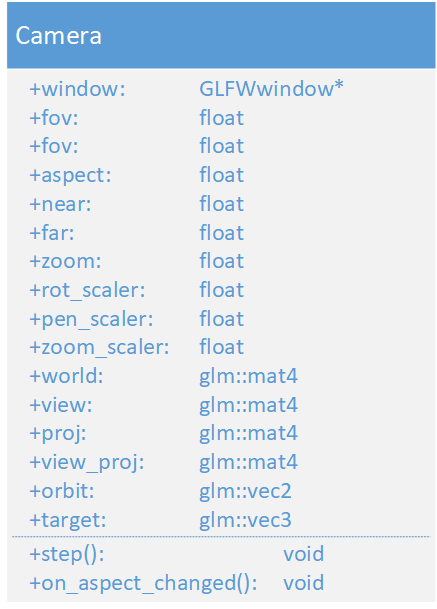 Camera
+window: GLFWwindow*
+fov: float
+fov: float
+aspect: float
+near: float
+far: float
+zoom: float
+rot_scaler: float
+pen_scaler: float
+zoom_scaler: float
+world: glm::mat4
+view: glm::mat4
+proj: glm::mat4
+view_proj: glm::mat4
+orbit: glm::vec2
+target: glm::vec3
+step(): void
+on_aspect_changed(): void